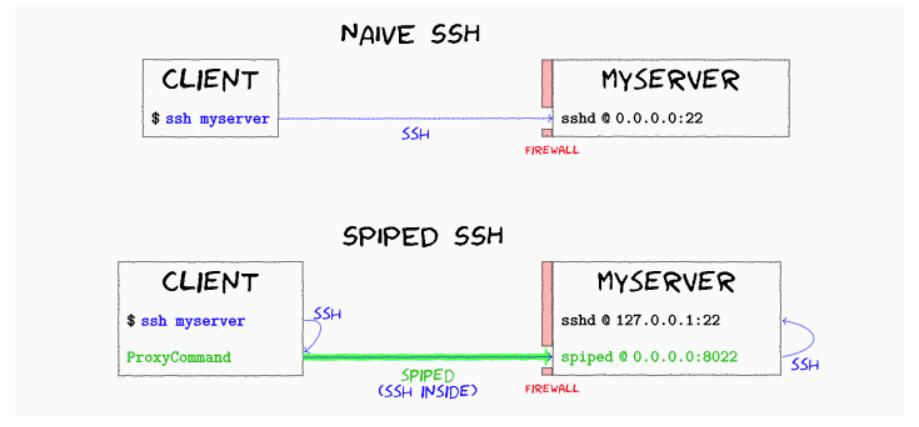 NAIVE SSH
CLIENT
$ ssh myserver
SSH
FIREWALL
MYSERVER
sshd @ 0.0.0.0:22
SPIPED SSH
CLIENT
$ ssh myserver
SSH
ProxyCommand
SPIPED
(SSH INSIDE)
FIREWALL
MYSERVER
sshd @ 127.0.0.1:22
spiped @ 0.0.0.0:8022
SSH